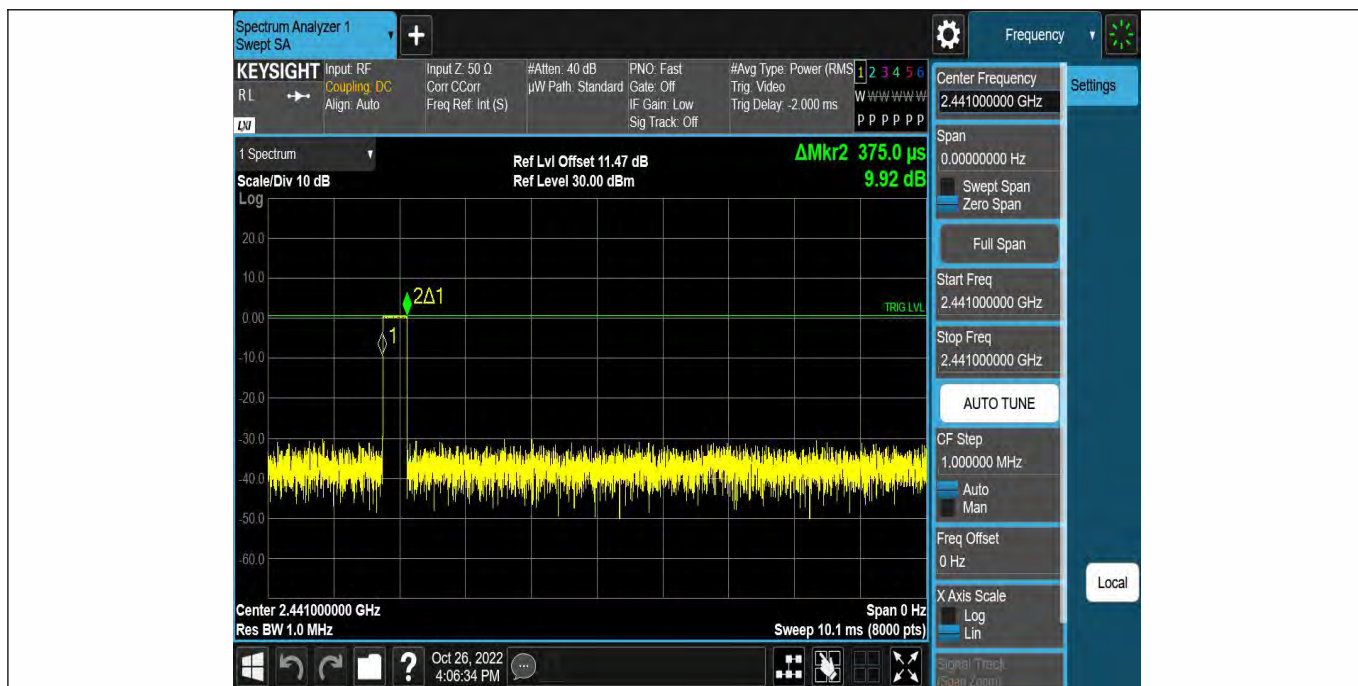 Spectrum Analyzer 1
Swept SA
+
Frequency
KEYSIGHT
RL
LXI
Input: RF
Coupling: DC
Align: Auto
Input Z: 50 Ω
Corr CCorr
Freq Ref: Int (S)
#Atten: 40 dB
µW Path: Standard
PNO: Fast
Gate: Off
IF Gain: Low
Sig Track: Off
#Avg Type: Power (RMS
Trig: Video
Trig Delay: -2.000 ms
1 2 3 4 5 6
W W W W W W
P P P P P P
1 Spectrum
Scale/Div 10 dB
Log
Ref Lvl Offset 11.47 dB
Ref Level 30.00 dBm
ΔMkr2 375.0 µs
9.92 dB
20.0
10.0
0.00
-10.0
-20.0
-30.0
-40.0
-50.0
-60.0
2Δ1
1
TRIG LVL
Center 2.441000000 GHz
Res BW 1.0 MHz
Span 0 Hz
Sweep 10.1 ms (8000 pts)
?
Oct 26, 2022
4:06:34 PM
Center Frequency
2.441000000 GHz
Settings
Span
0.00000000 Hz
Swept Span
Zero Span
Full Span
Start Freq
2.441000000 GHz
Stop Freq
2.441000000 GHz
AUTO TUNE
CF Step
1.000000 MHz
Auto
Man
Freq Offset
0 Hz
X Axis Scale
Log
Lin
Local
Signal Track
(Span Zoom)